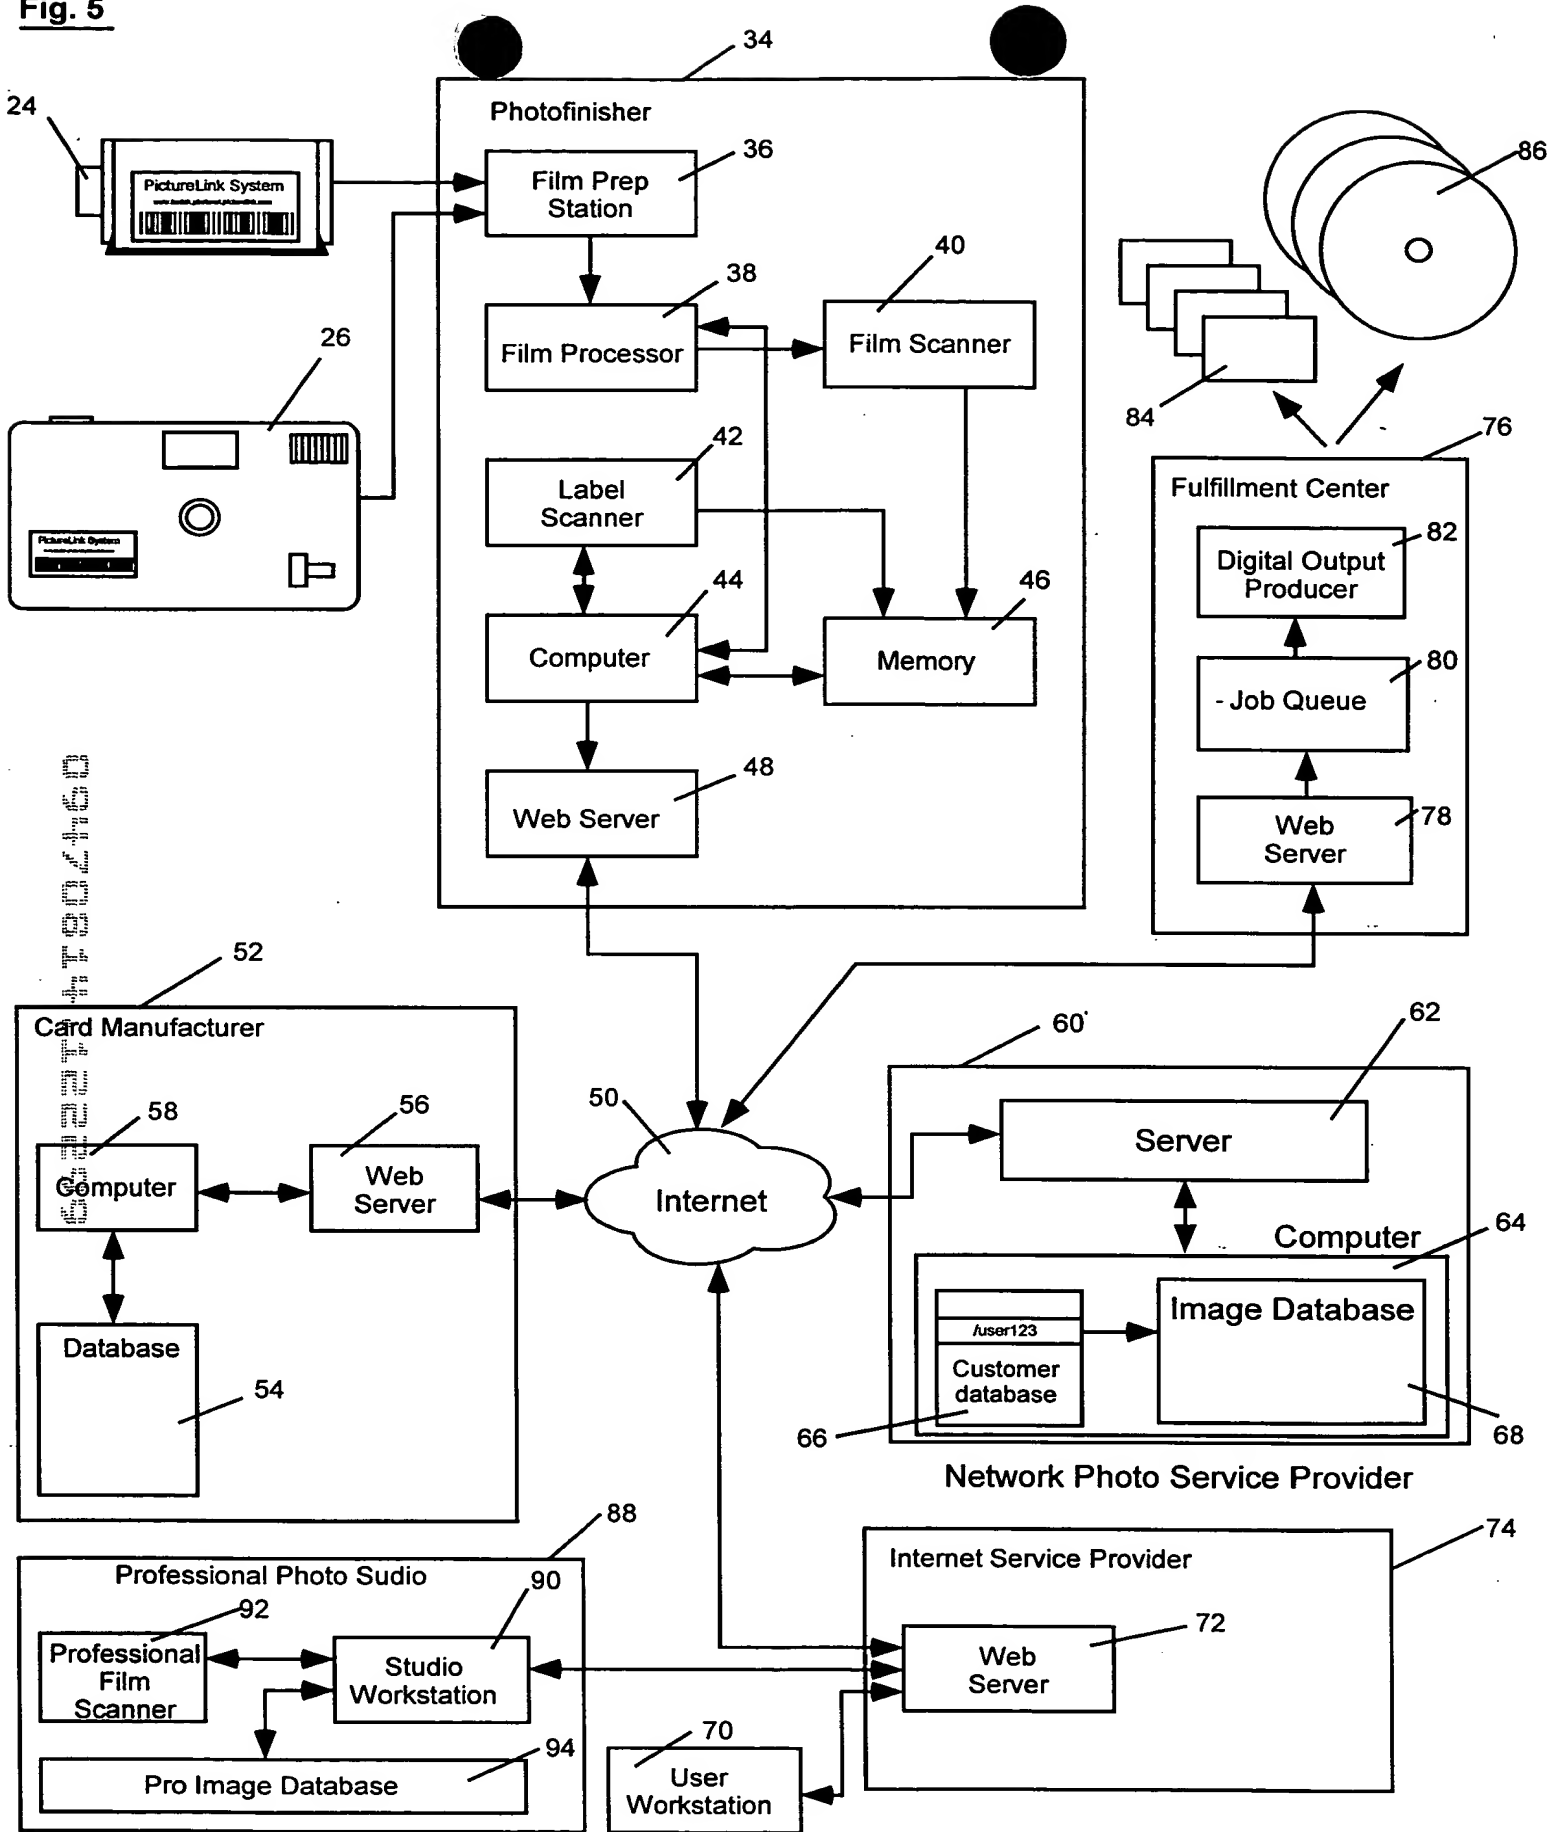 Fig. 5
34
24
Photofinisher
36
PictureLink System
Film Prep
Station
86
40
38
Film Processor
Film Scanner
26
84
76
42
Label
Scanner
Fulfillment Center
82
Digital Output
Producer
PictureLink System
44
46
Computer
Memory
80
- Job Queue
48
Web Server
78
Web
Server
52
Card Manufacturer
60'
62
50
58
56
Computer
Web
Server
Internet
Server
Computer
64
Database
/user123
Customer
database
Image Database
54
66
68
Network Photo Service Provider
88
74
Professional Photo Sudio
90
Internet Service Provider
92
Professional
Film
Scanner
Studio
Workstation
72
Web
Server
94
Pro Image Database
70
User
Workstation